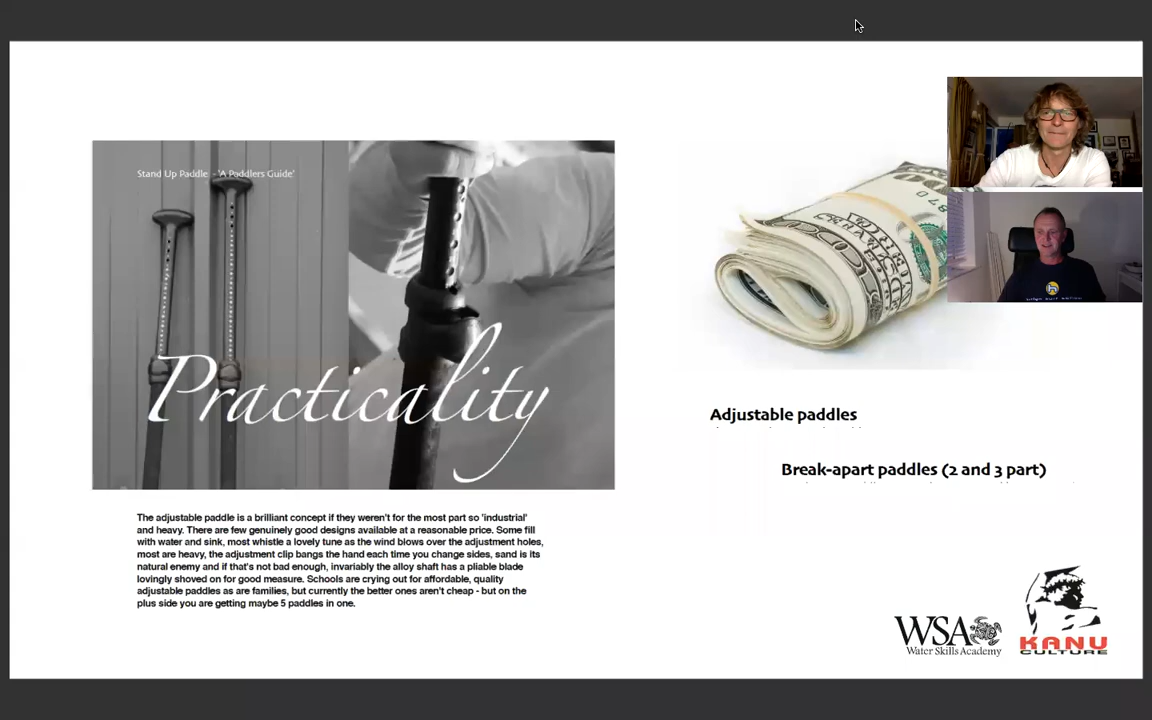 Stand Up Paddle - 'A Paddlers Guide'
Practicality
The adjustable paddle is a brilliant concept if they weren't for the most part so 'industrial'
and heavy. There are few genuinely good designs available at a reasonable price. Some fill
with water and sink, most whistle a lovely tune as the wind blows over the adjustment holes,
most are heavy, the adjustment clip bangs the hand each time you change sides, sand is its
natural enemy and if that's not bad enough, invariably the alloy shaft has a pliable blade
lovingly shoved on for good measure. Schools are crying out for affordable, quality
adjustable paddles as are families, but currently the better ones aren't cheap - but on the
plus side you are getting maybe 5 paddles in one.
Adjustable paddles
Break-apart paddles (2 and 3 part)
WSA
Water Skills Academy
KANU
CULTURE